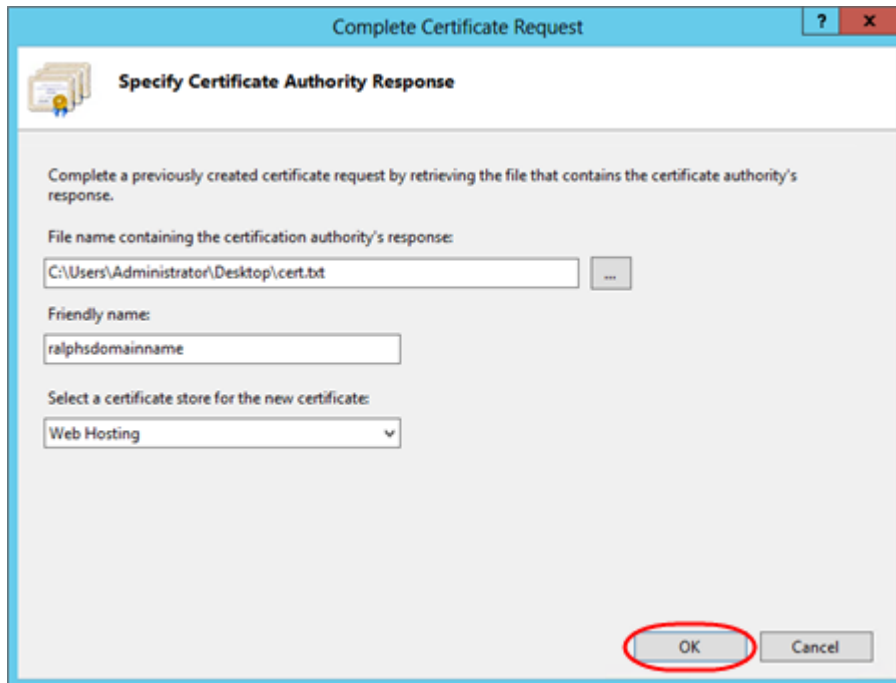 Complete Certificate Request
?
x
Specify Certificate Authority Response
Complete a previously created certificate request by retrieving the file that contains the certificate authority's
response.
File name containing the certification authority's response:
C:\Users\Administrator\Desktop\cert.txt
...
Friendly name:
ralphsdomainname
Select a certificate store for the new certificate:
Web Hosting
OK
Cancel